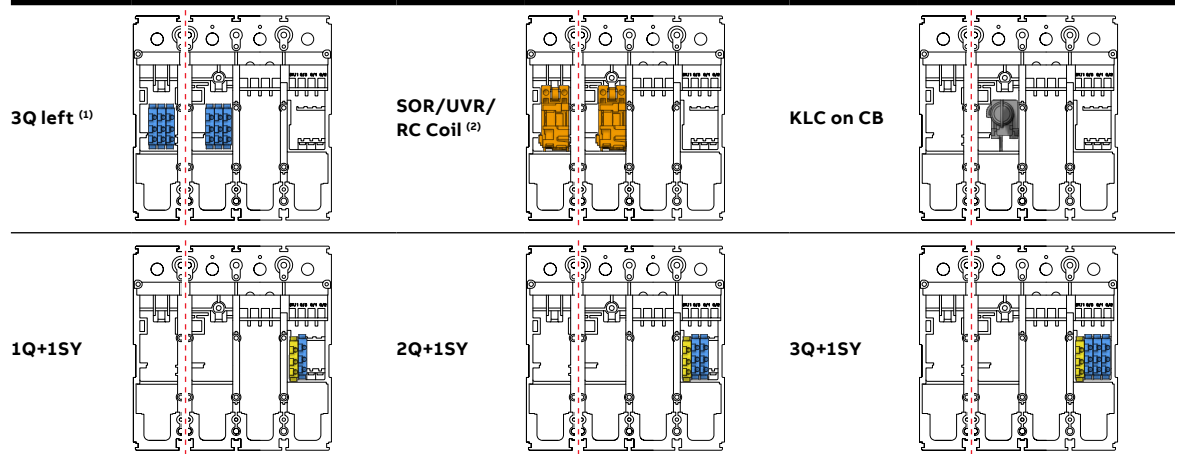 3Q left (1)
SOR/UVR/
RC Coil (2)
KLC on CB
1Q+1SY
2Q+1SY
3Q+1SY